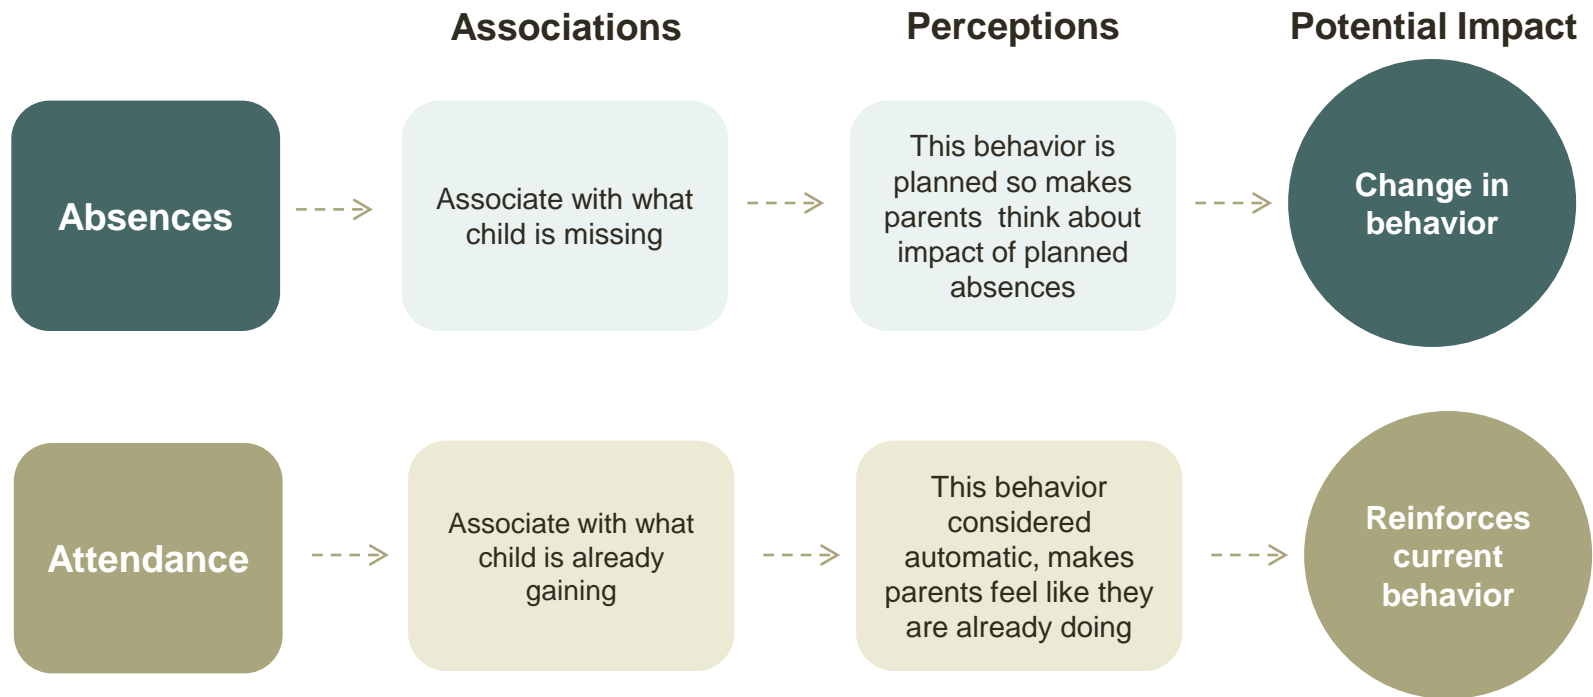 Associations
Perceptions
Potential Impact
Absences
Associate with what
child is missing
This behavior is
planned so makes
parents  think about
impact of planned
absences
Change in
behavior
Attendance
Associate with what
child is already
gaining
This behavior
considered
automatic, makes
parents feel like they
are already doing
Reinforces
current
behavior